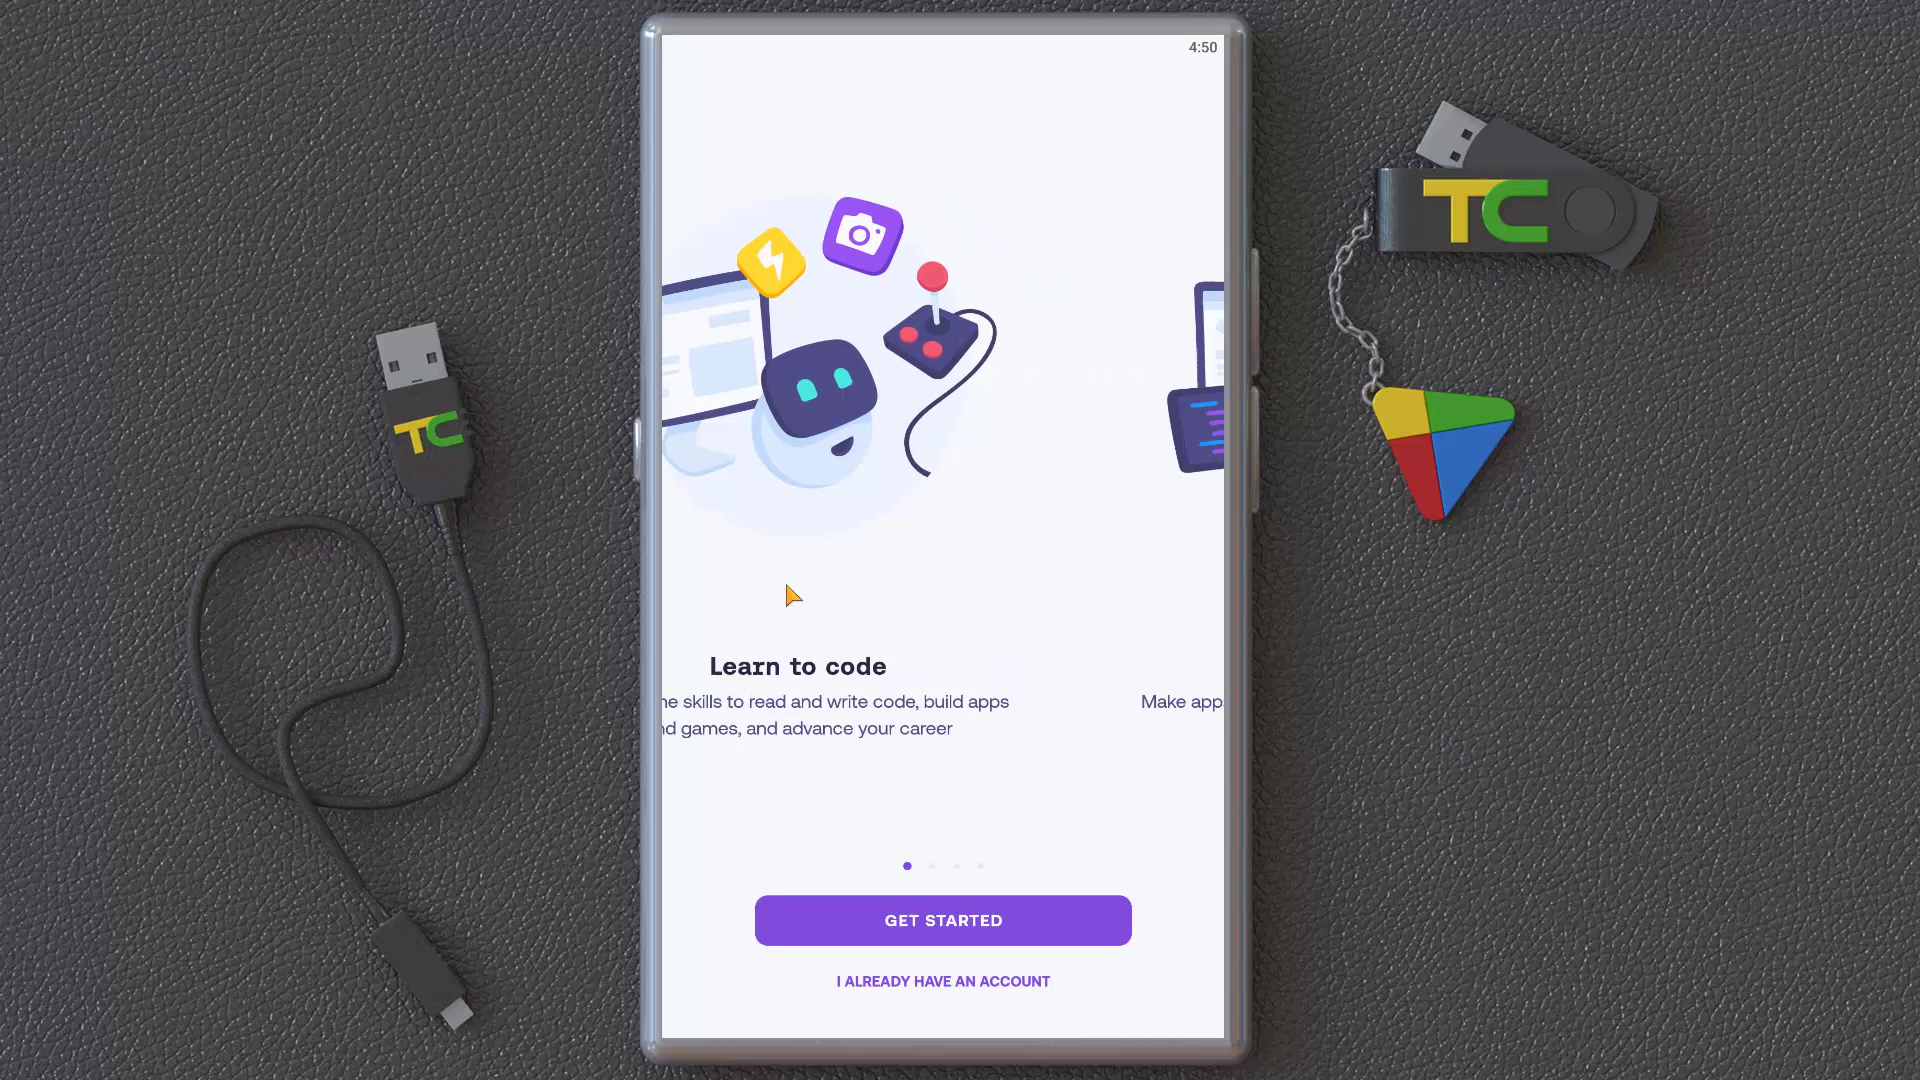 4:50
TC
TC
Learn to code
skills to read and write code, build apps
games, and advance your career
Make app
GET STARTED
I ALREADY HAVE AN ACCOUNT